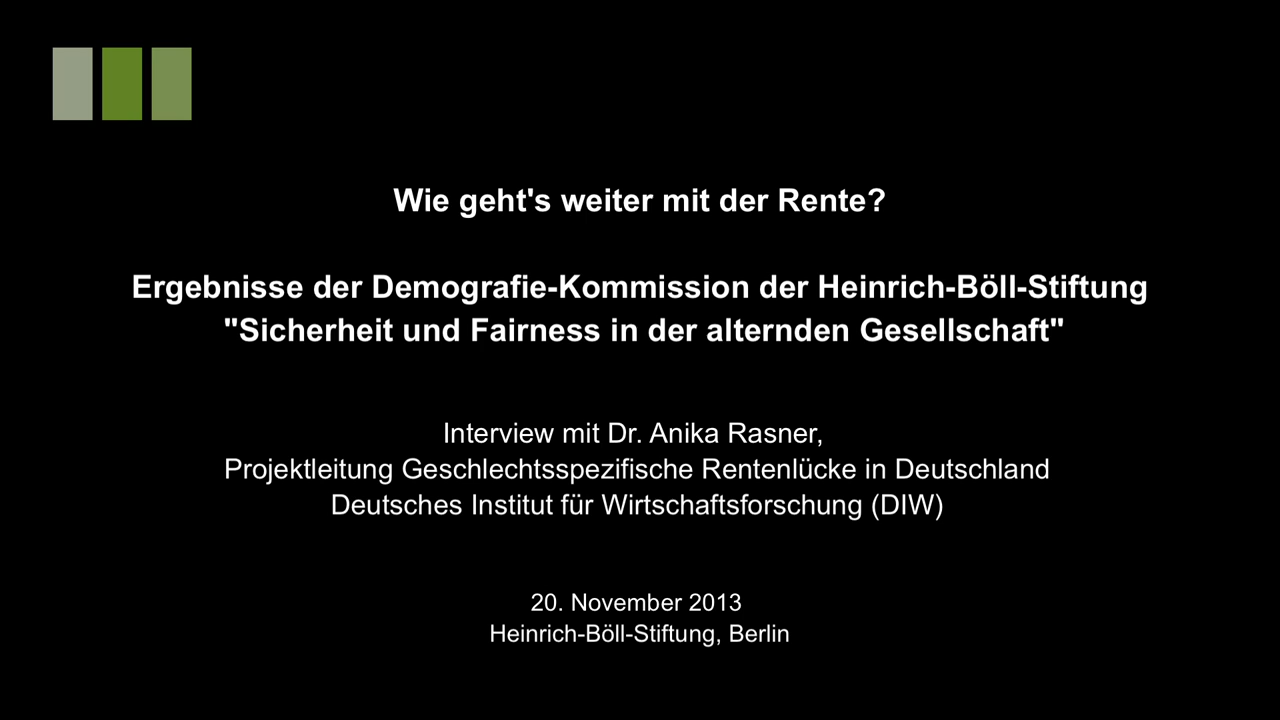 Wie geht's weiter mit der Rente?
Ergebnisse der Demografie-Kommission der Heinrich-Böll-Stiftung
"Sicherheit und Fairness in der alternden Gesellschaft"
Interview mit Dr. Anika Rasner,
Projektleitung Geschlechtsspezifische Rentenlücke in Deutschland
Deutsches Institut für Wirtschaftsforschung (DIW)
20. November 2013
Heinrich-Böll-Stiftung, Berlin